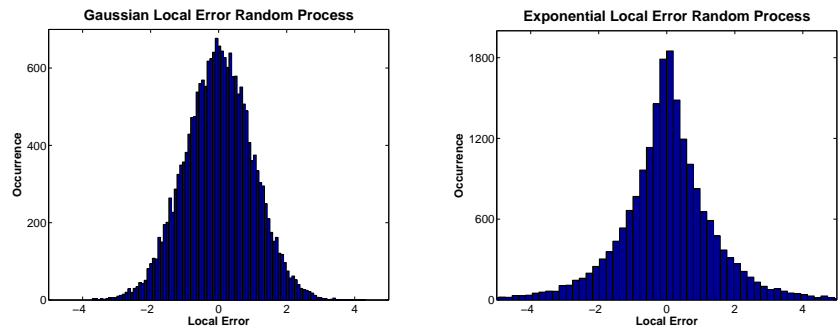 Gaussian Local Error Random Process
600
400
200
0
Occurrence
-4 -2 0 2 4
Local Error
Exponential Local Error Random Process
1800
1200
600
0
Occurrence
-4 -2 0 2 4
Local Error